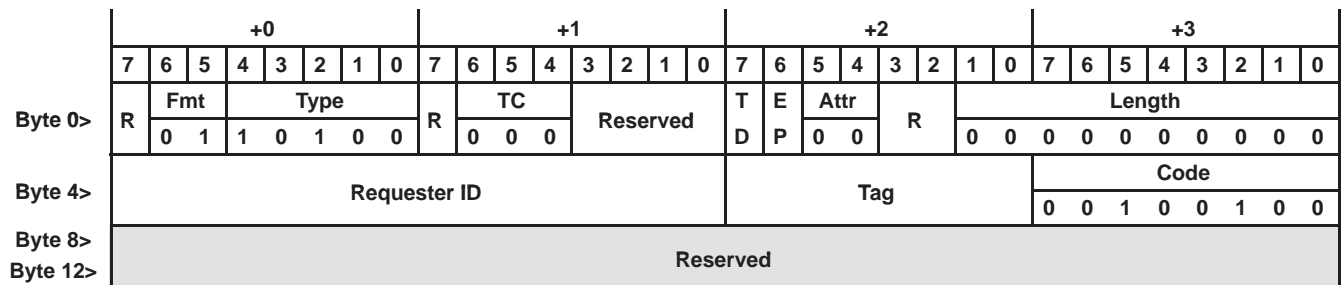 +0 +1 +2 +3
7 6 5 4 3 2 1 0 7 6 5 4 3 2 1 0 7 6 5 4 3 2 1 0 7 6 5 4 3 2 1 0
Byte 0> R Fmt Type R TC Reserved T E Attr R Length
0 1 1 0 1 0 0 0 0 0 D P 0 0 0 0 0 0 0 0 0 0 0 0
Byte 4> Requester ID Tag Code
0 0 1 0 0 1 0 0
Byte 8>
Reserved
Byte 12>